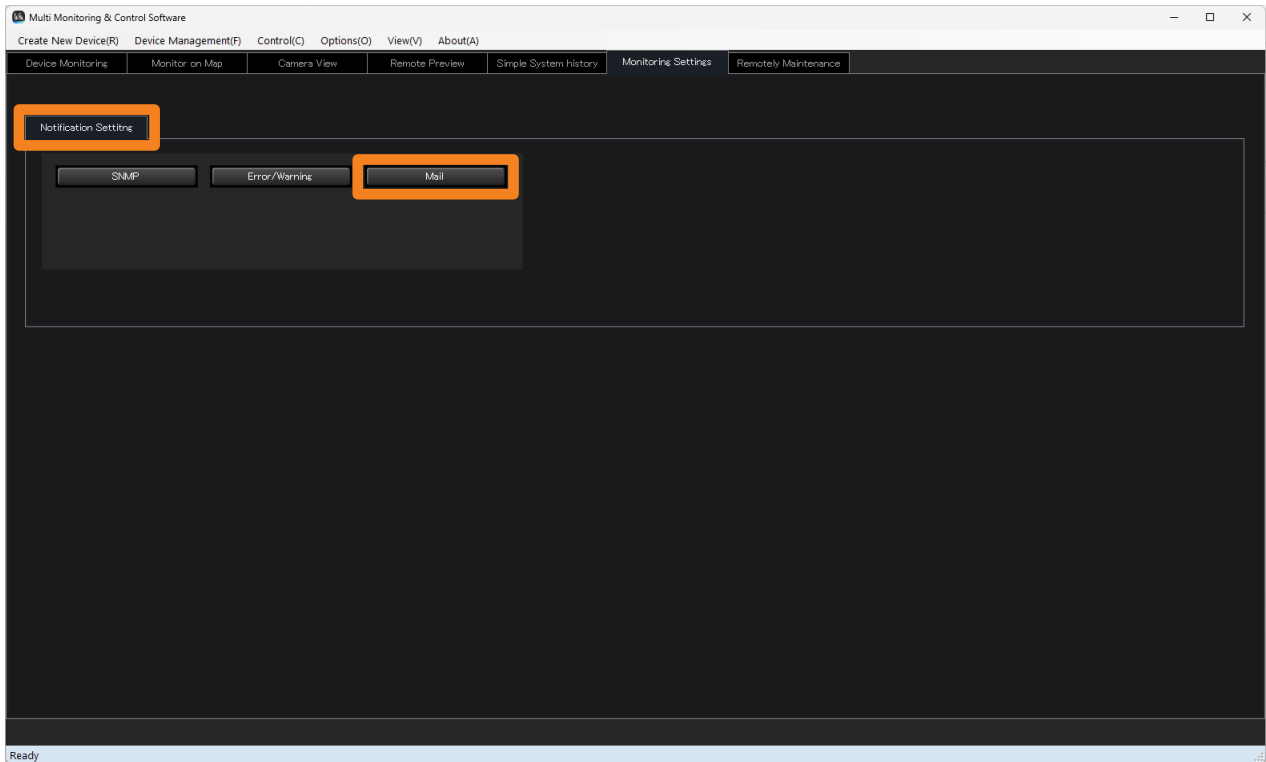 Multi Monitoring & Control Software
Create New Device(R) Device Management(F) Control(C) Options(O) View(V) About(A)
Device Monitoring Monitor on Map Camera View Remote Preview Simple System history Monitoring Settings Remotely Maintenance
Notification Settitng
SNMP Error/Warning Mail
Ready